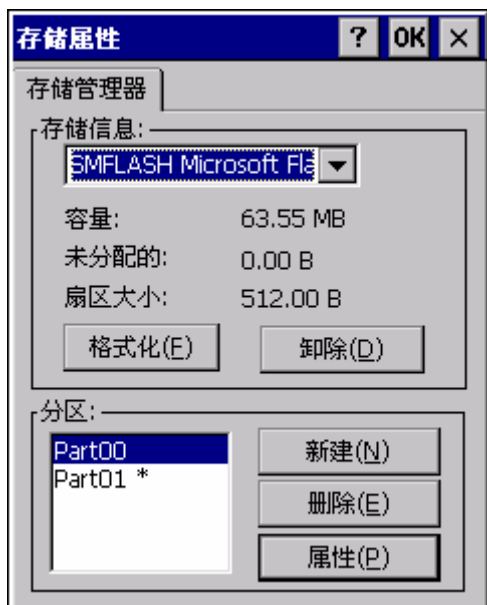 存储属性 ? OK ×
存储管理器
存储信息:
SMFLASH Microsoft Fla
容量: 63.55 MB
未分配的: 0.00 B
扇区大小: 512.00 B
格式化(F) 卸除(D)
分区:
Part00
Part01 *
新建(N)
删除(E)
属性(P)